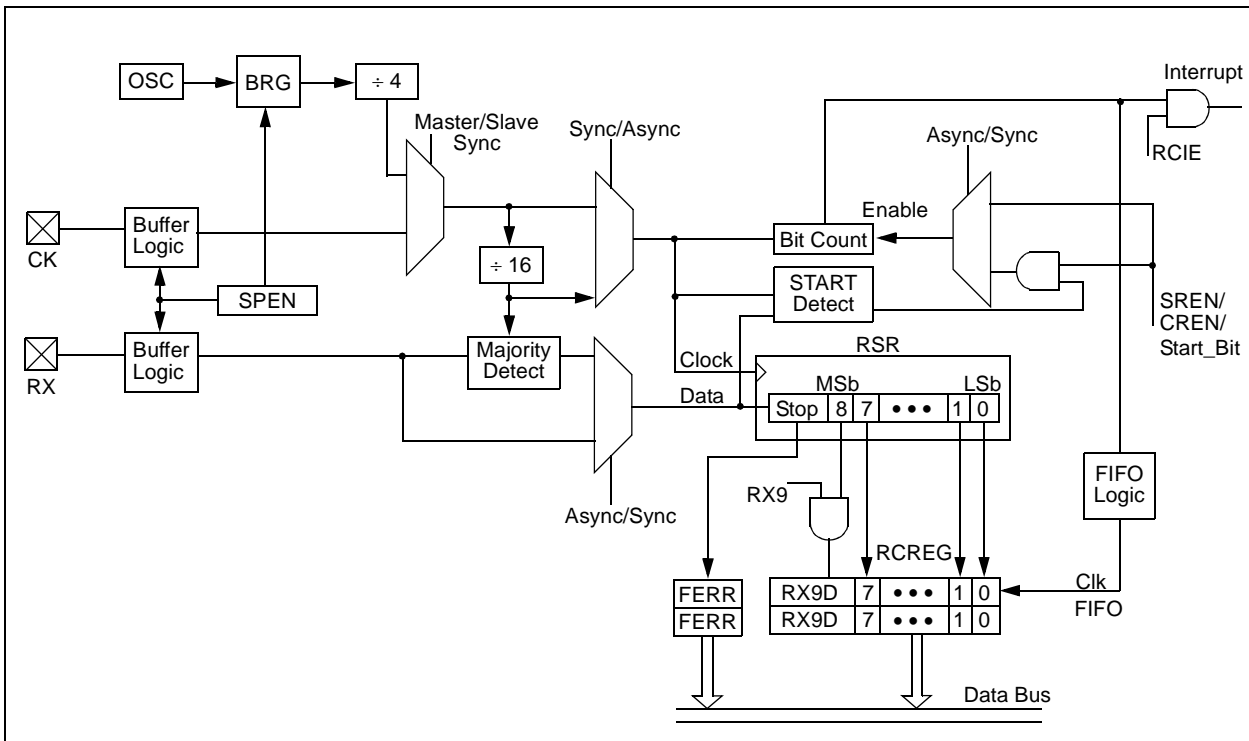 Interrupt
OSC
BRG
÷ 4
Master/Slave
Sync
Sync/Async
Async/Sync
RCIE
CK
Buffer
Logic
Enable
Bit Count
÷ 16
SPEN
START
Detect
SREN/
CREN/
Start_Bit
RX
Buffer
Logic
Majority
Detect
Clock
RSR
MSb
LSb
Data
Stop 8 7 ••• 1 0
Async/Sync
RX9
FIFO
Logic
RCREG
FERR
RX9D 7 ••• 1 0
Clk
FIFO
FERR
RX9D 7 ••• 1 0
Data Bus